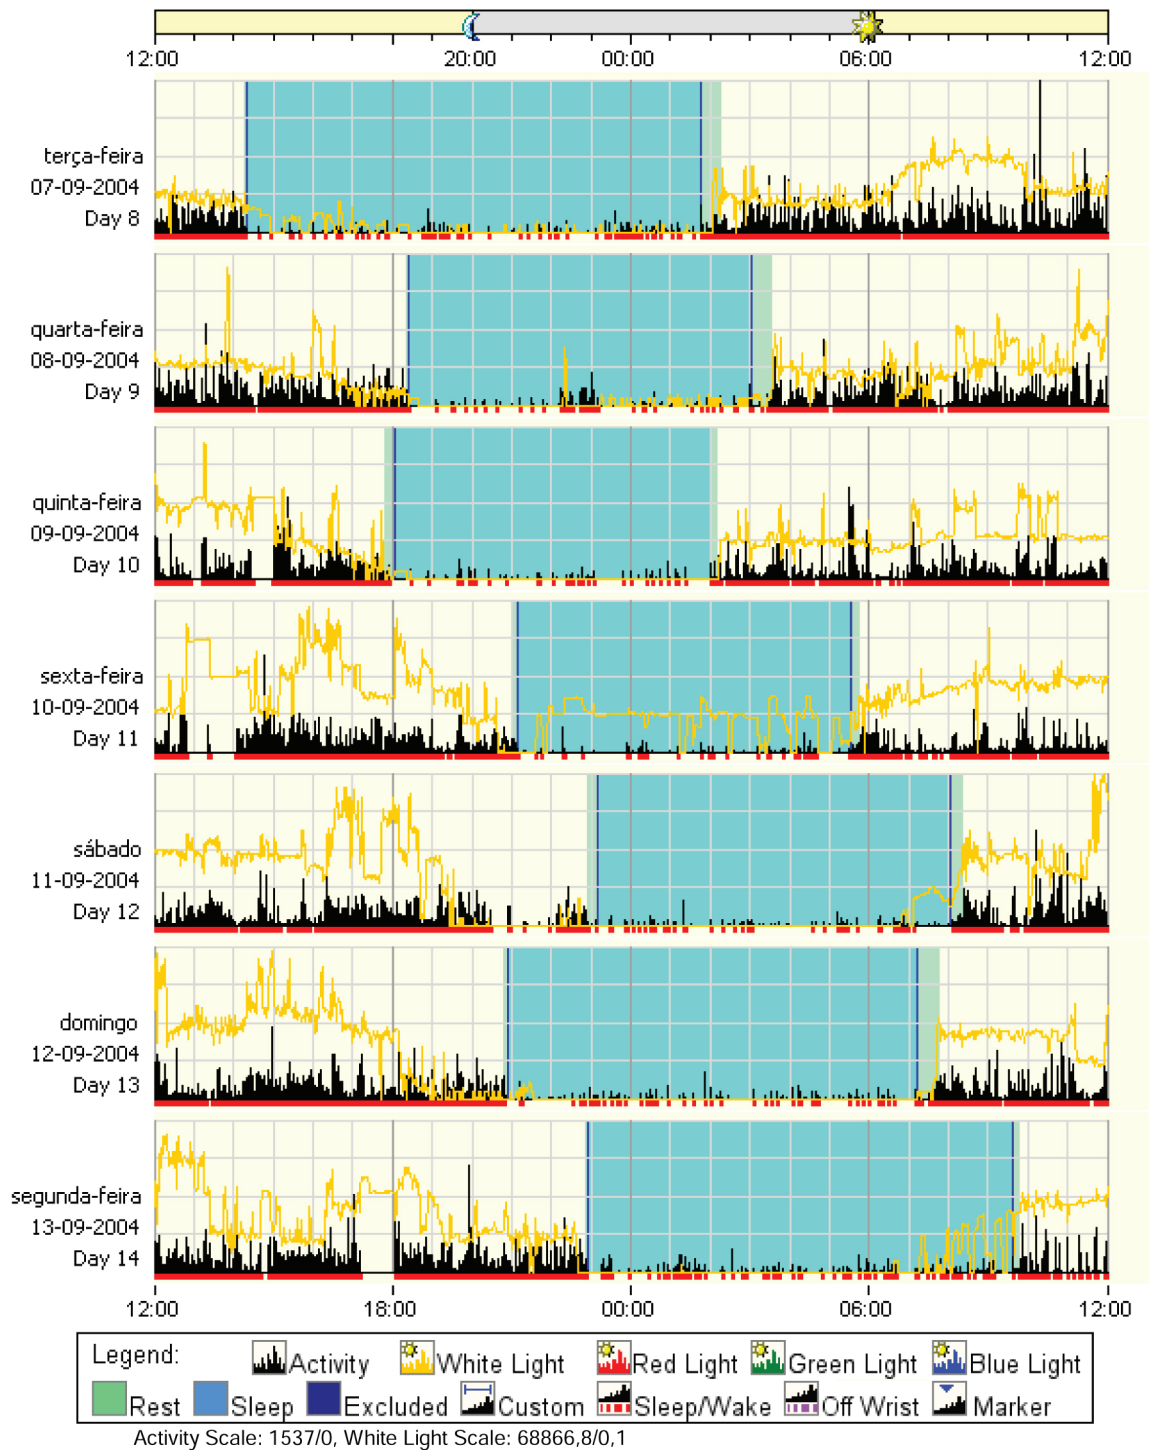 12:00 20:00 00:00 06:00 12:00
terça-feira
07-09-2004
Day 8
quarta-feira
08-09-2004
Day 9
quinta-feira
09-09-2004
Day 10
sexta-feira
10-09-2004
Day 11
sábado
11-09-2004
Day 12
domingo
12-09-2004
Day 13
segunda-feira
13-09-2004
Day 14
12:00 18:00 00:00 06:00 12:00
Legend: Activity White Light Red Light Green Light Blue Light
Rest Sleep Excluded Custom Sleep/Wake Off Wrist Marker
Activity Scale: 1537/0, White Light Scale: 68866,8/0,1